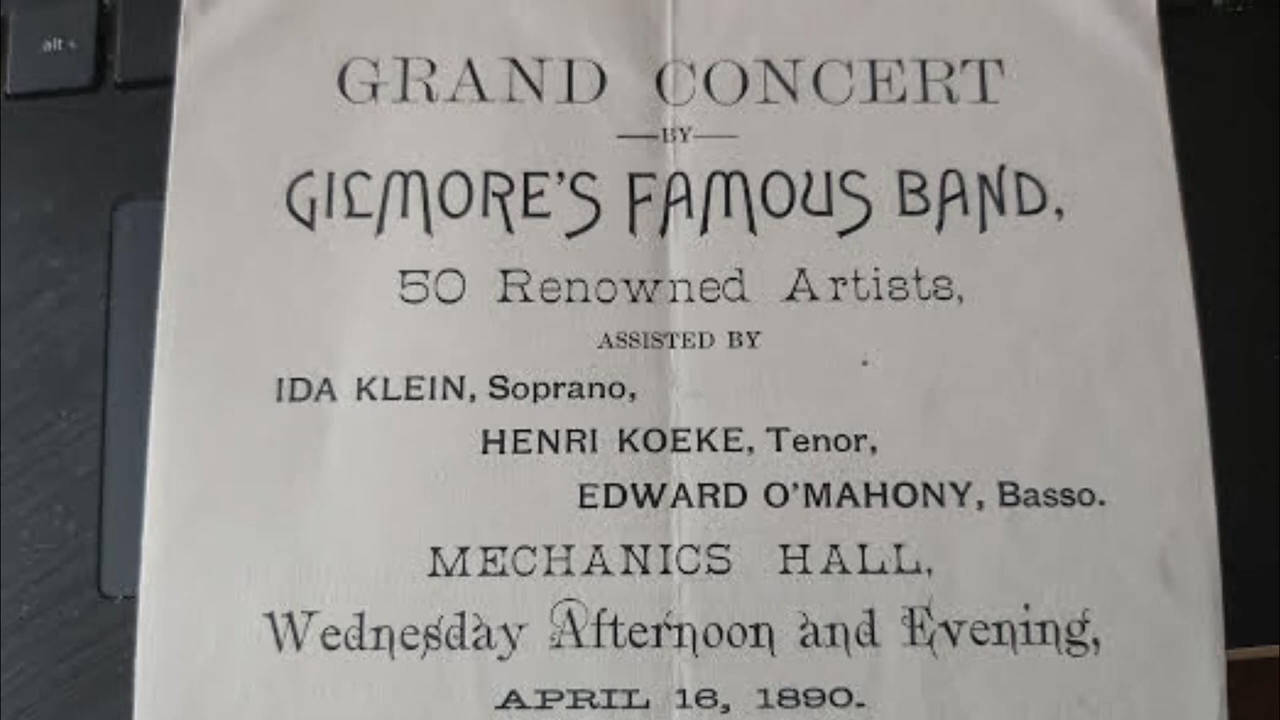 alt
GRAND CONCERT
—BY—
GILMORE'S FAMOUS BAND,
50 Renowned Artists,
ASSISTED BY
IDA KLEIN, Soprano,
HENRI KOEKE, Tenor,
EDWARD O'MAHONY, Basso.
MECHANICS HALL,
Wednesday Afternoon and Evening,
APRIL 16, 1890.